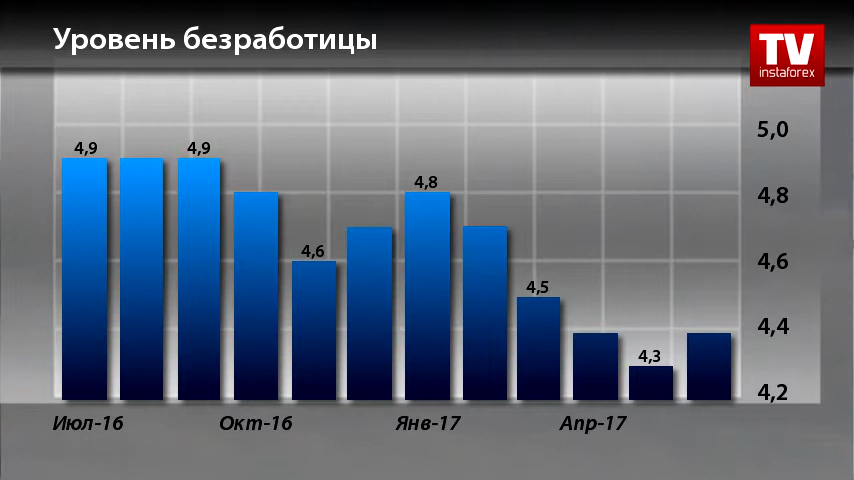 Уровень безработицы
TV
instaforex
4,9
4,9
4,6
4,8
4,5
4,3
5,0
4,8
4,6
4,4
4,2
Июл-16
Окт-16
Янв-17
Апр-17